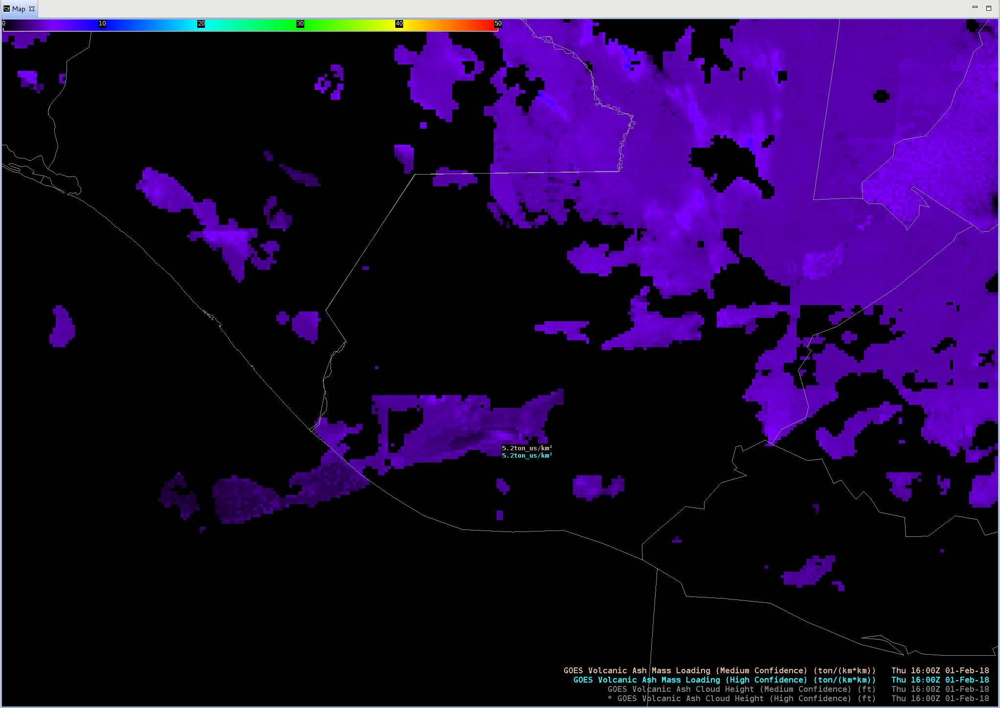 Map
0 10 20 30 40 50
5.2ton_us/km²
5.2ton_us/km²
GOES Volcanic Ash Mass Loading (Medium Confidence) (ton/(km*km)) Thu 16:00Z 01-Feb-18
GOES Volcanic Ash Mass Loading (High Confidence) (ton/(km*km)) Thu 16:00Z 01-Feb-18
GOES Volcanic Ash Cloud Height (Medium Confidence) (ft) Thu 16:00Z 01-Feb-18
* GOES Volcanic Ash Cloud Height (High Confidence) (ft) Thu 16:00Z 01-Feb-18